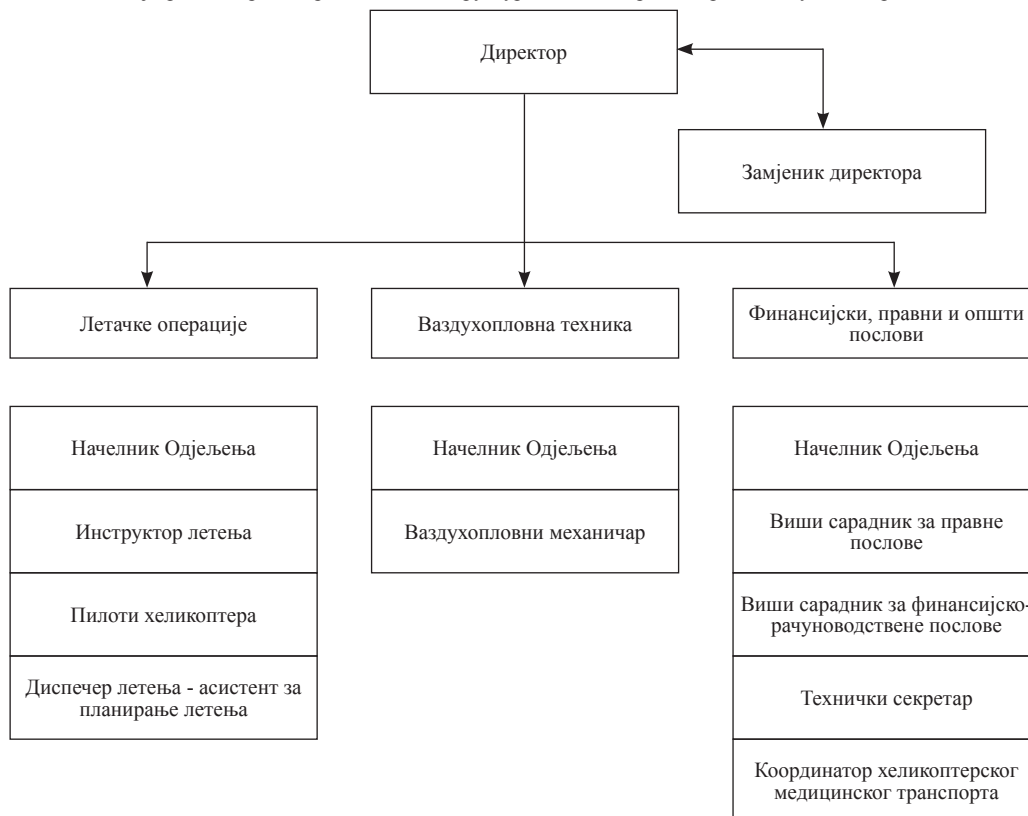 Директор
Замјеник директора
Летачке операције
Ваздухопловна техника
Финансијски, правни и општи
послови
Начелник Одјељења
Инструктор летења
Пилоти хеликоптера
Диспечер летења - асистент за
планирање летења
Начелник Одјељења
Ваздухопловни механичар
Начелник Одјељења
Виши сарадник за правне
послове
Виши сарадник за финансијско-
рачуноводствене послове
Технички секретар
Координатор хеликоптерског
медицинског транспорта